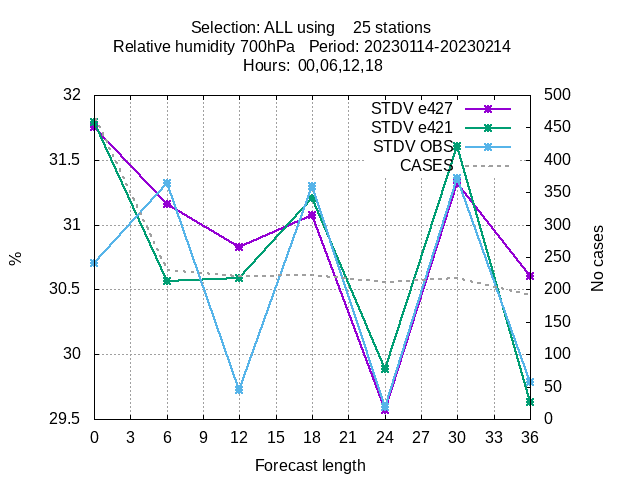 Selection: ALL using    25 stations
Relative humidity 700hPa   Period: 20230114-20230214
Hours:  00,06,12,18
32
31.5
31
30.5
30
29.5
%
STDV e427
STDV e421
STDV OBS
CASES
500
450
400
350
300
250
200
150
100
50
0
No cases
0 3 6 9 12 15 18 21 24 27 30 33 36
Forecast length